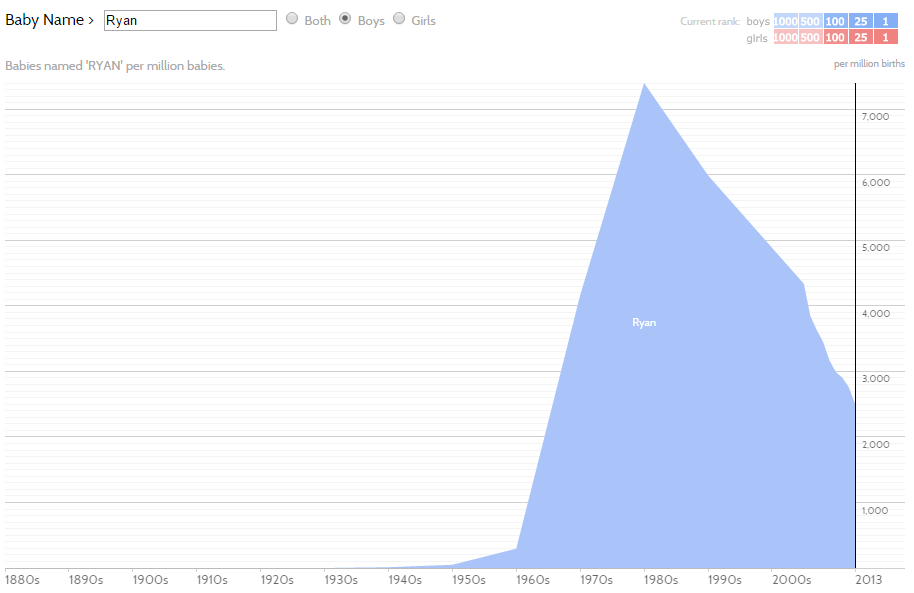 Baby Name > Ryan Both Boys Girls
Current rank: boys 1000 500 100 25 1
girls 1000 500 100 25 1
Babies named 'RYAN' per million babies.
per million births
7,000
6,000
5,000
4,000
Ryan
3,000
2,000
1,000
1880s 1890s 1900s 1910s 1920s 1930s 1940s 1950s 1960s 1970s 1980s 1990s 2000s 2013